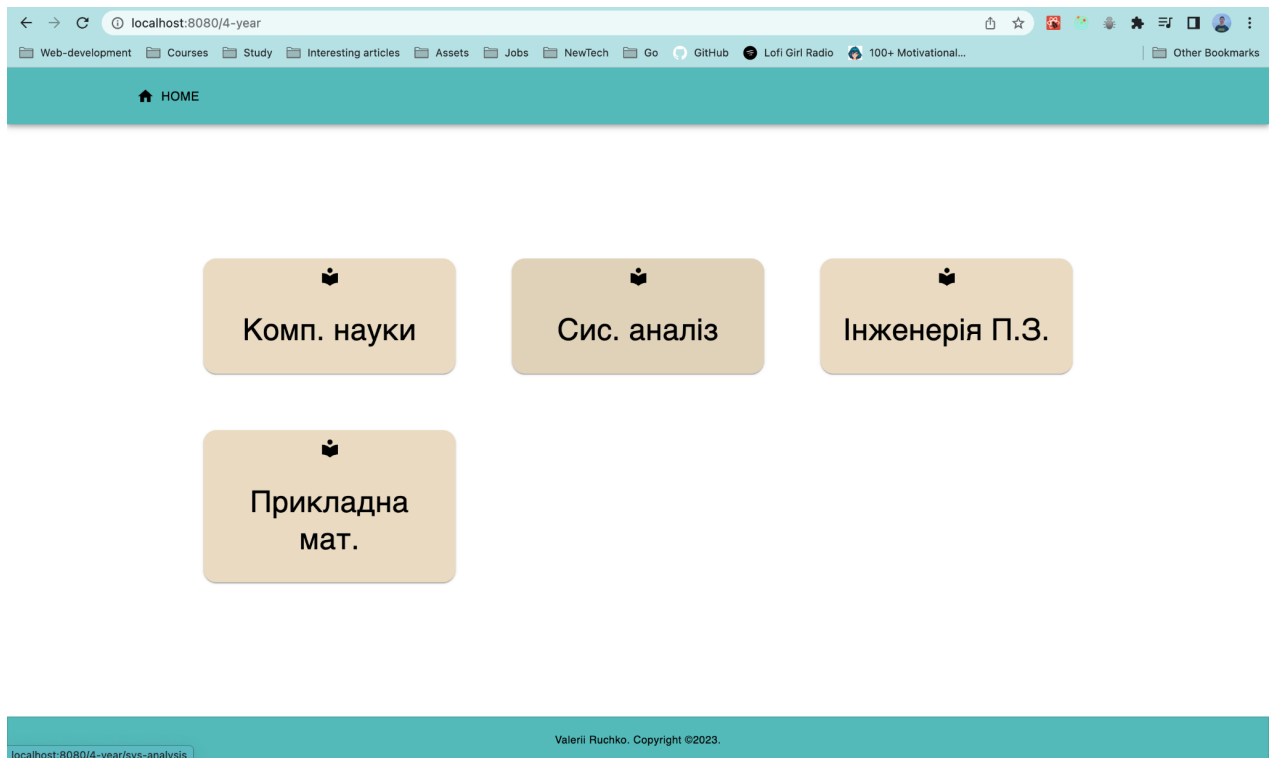 localhost:8080/4-year
Web-development Courses Study Interesting articles Assets Jobs NewTech Go GitHub Lofi Girl Radio 100+ Motivational... Other Bookmarks
HOME
Комп. науки Сис. аналіз Інженерія П.З.
Прикладна
мат.
Valerii Ruchko. Copyright ©2023.
localhost:8080/4-year/sys-analysis